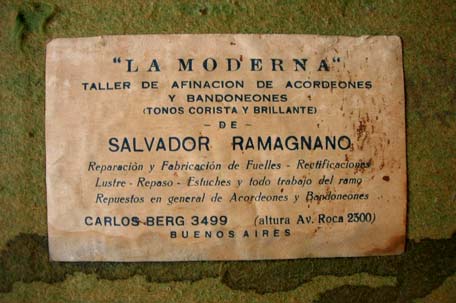 "LA MODERNA"
TALLER DE AFINACION DE ACORDEONES
Y BANDONEONES
(TONOS CORISTA Y BRILLANTE)
- DE -
SALVADOR RAMAGNANO
Reparación y Fabricación de Fuelles - Rectificaciones
Lustre - Repaso - Estuches y todo trabajo del ramo
Repuestos en general de Acordeones y Bandoneones
CARLOS BERG 3499 (altura Av. Roca 2500)
BUENOS AIRES